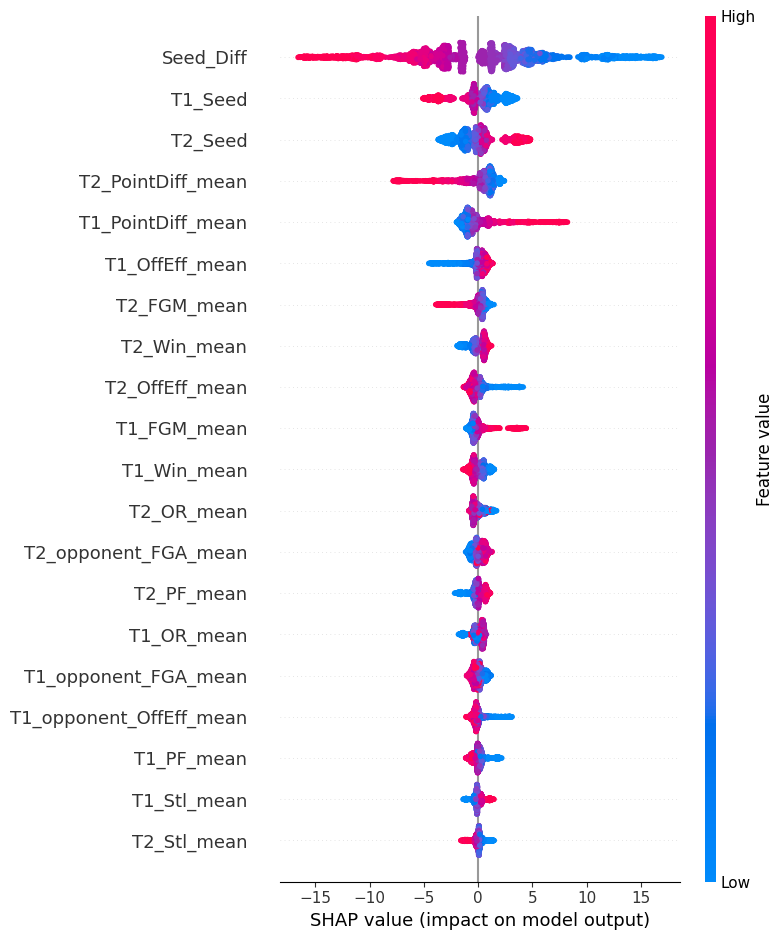 High
Seed_Diff
T1_Seed
T2_Seed
T2_PointDiff_mean
T1_PointDiff_mean
T1_OffEff_mean
T2_FGM_mean
T2_Win_mean
T2_OffEff_mean
T1_FGM_mean
T1_Win_mean
T2_OR_mean
T2_opponent_FGA_mean
T2_PF_mean
T1_OR_mean
T1_opponent_FGA_mean
T1_opponent_OffEff_mean
T1_PF_mean
T1_Stl_mean
T2_Stl_mean
Feature value
Low
−15 −10 −5 0 5 10 15
SHAP value (impact on model output)